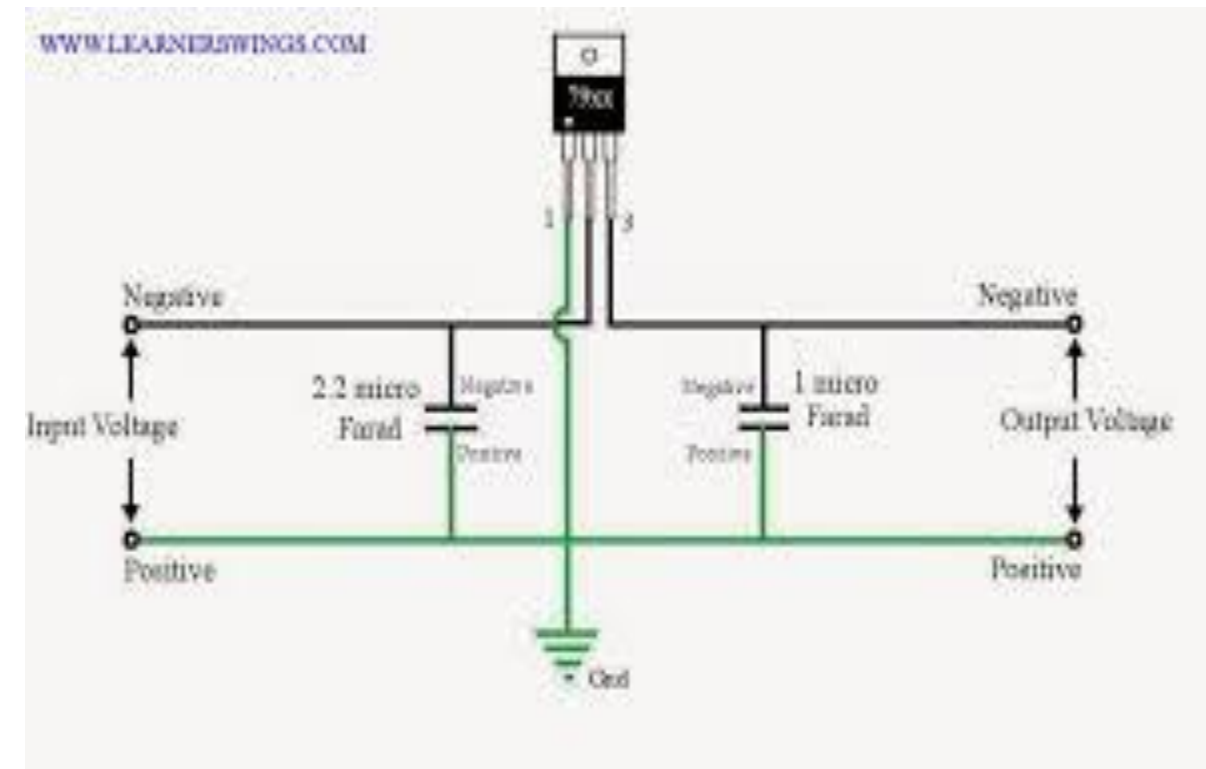 WWW.LEARNERSWINGS.COM
79xx
1
3
Negative
Negative
2.2 micro
Farad
Negative
Negative
1 micro
Farad
Input Voltage
Output Voltage
Positive
Positive
Positive
Positive
Gnd